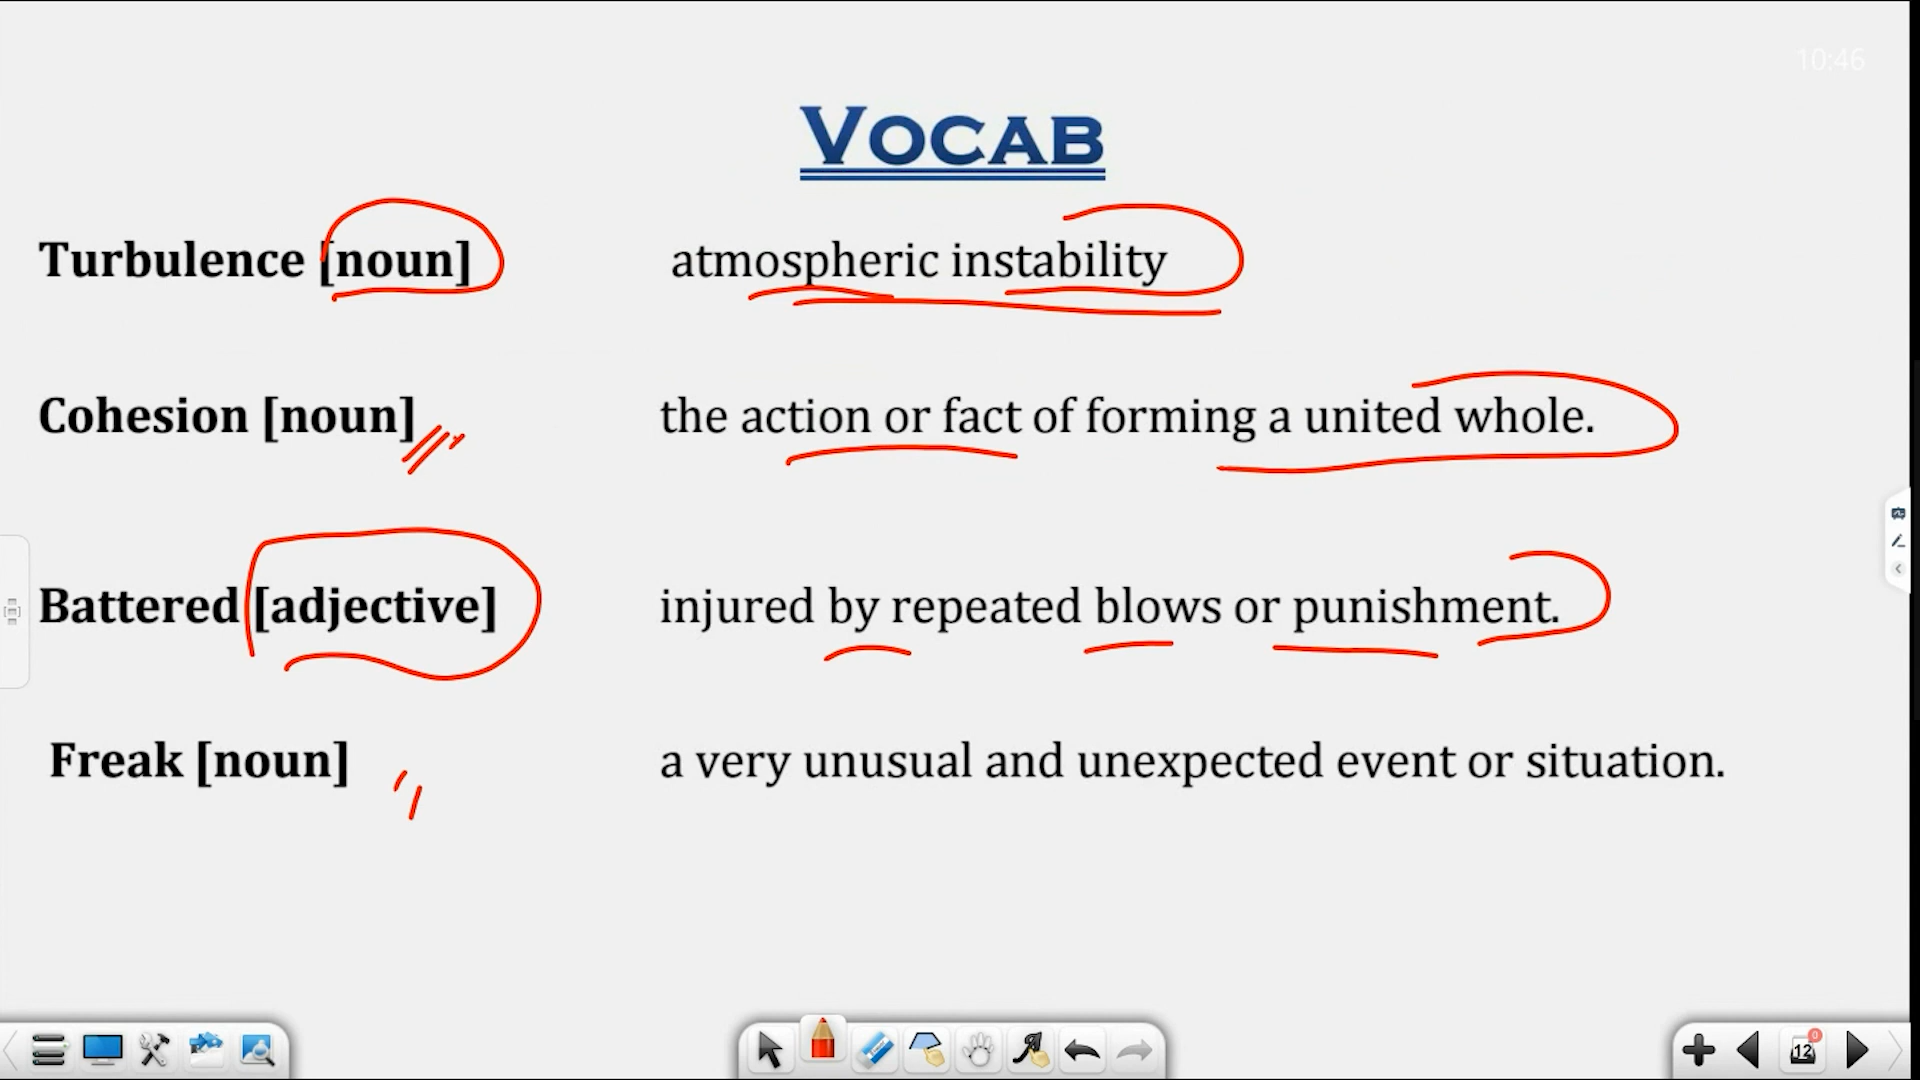 10:46
VOCAB
Turbulence [noun] atmospheric instability
Cohesion [noun] the action or fact of forming a united whole.
Battered [adjective] injured by repeated blows or punishment.
Freak [noun] a very unusual and unexpected event or situation.
0
12